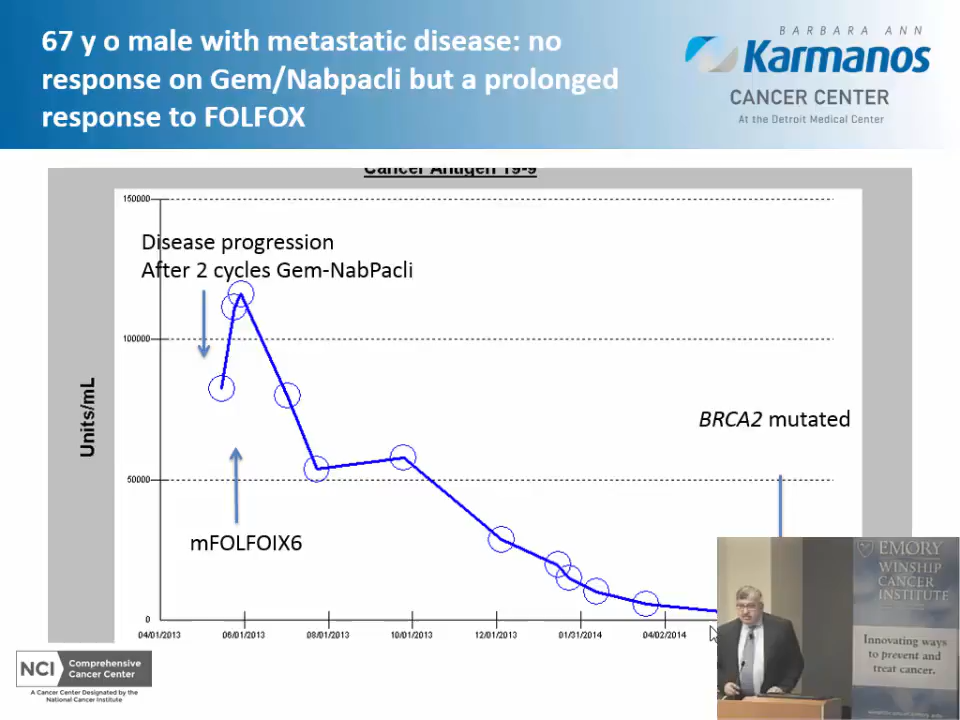 67 y o male with metastatic disease: no
response on Gem/Nabpacli but a prolonged
response to FOLFOX
BARBARA ANN
Karmanos
CANCER CENTER
At the Detroit Medical Center
Cancer Antigen 19-9
150000
Disease progression
After 2 cycles Gem-NabPacli
100000
Units/mL
BRCA2 mutated
50000
mFOLFOIX6
0
04/01/2013
06/01/2013
08/01/2013
10/01/2013
12/01/2013
01/31/2014
04/02/2014
EMORY
WINSHIP
CANCER
INSTITUTE
Innovating ways
to prevent and
treat cancer.
NCI
Comprehensive
Cancer Center
A Cancer Center Designated by the
National Cancer Institute